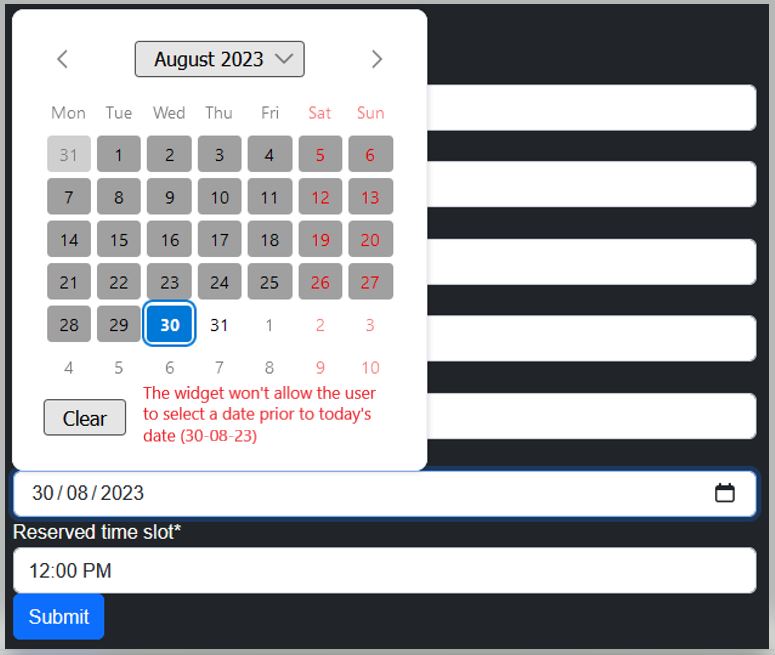 August 2023
Mon Tue Wed Thu Fri Sat Sun
31 1 2 3 4 5 6
7 8 9 10 11 12 13
14 15 16 17 18 19 20
21 22 23 24 25 26 27
28 29 30 31 1 2 3
4 5 6 7 8 9 10
Clear
The widget won't allow the user
to select a date prior to today's
date (30-08-23)
30/08/2023
Reserved time slot*
12:00 PM
Submit